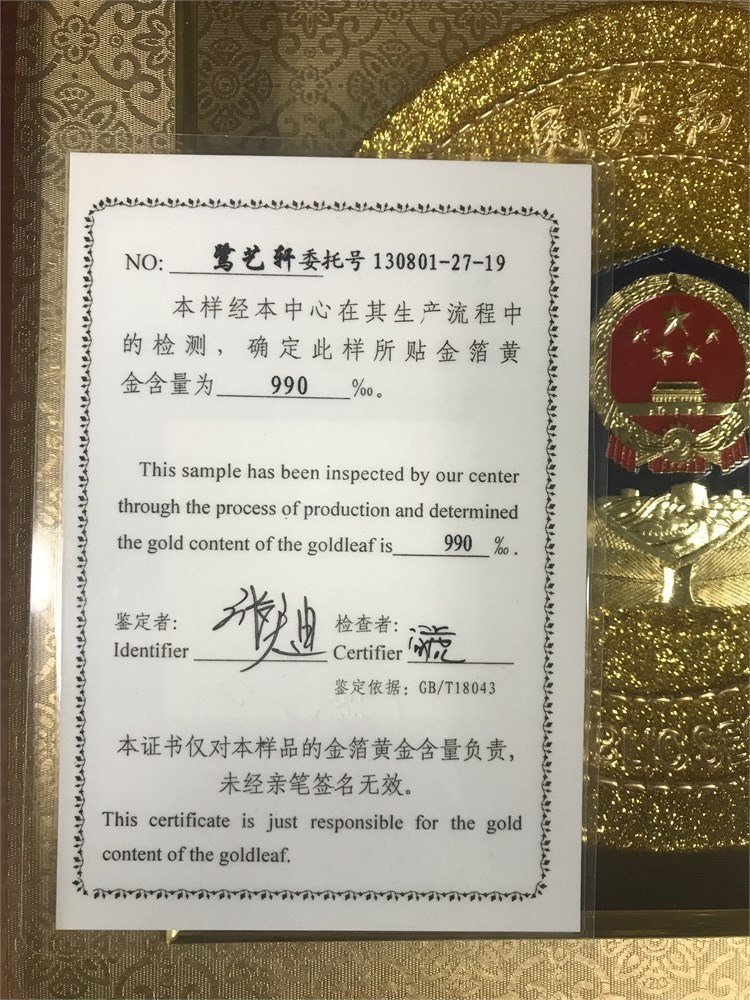 民共和
NO: 鹭艺轩委托号 130801-27-19
本样经本中心在其生产流程中
的检测，确定此样所贴金箔黄
金含量为 990 ‰。
This sample has been inspected by our center
through the process of production and determined
the gold content of the goldleaf is 990 ‰ .
鉴定者： 检查者：
Identifier Certifier
鉴定依据：GB/T18043
本证书仅对本样品的金箔黄金含量负责，
未经亲笔签名无效。
This certificate is just responsible for the gold
content of the goldleaf.
BLIC SE